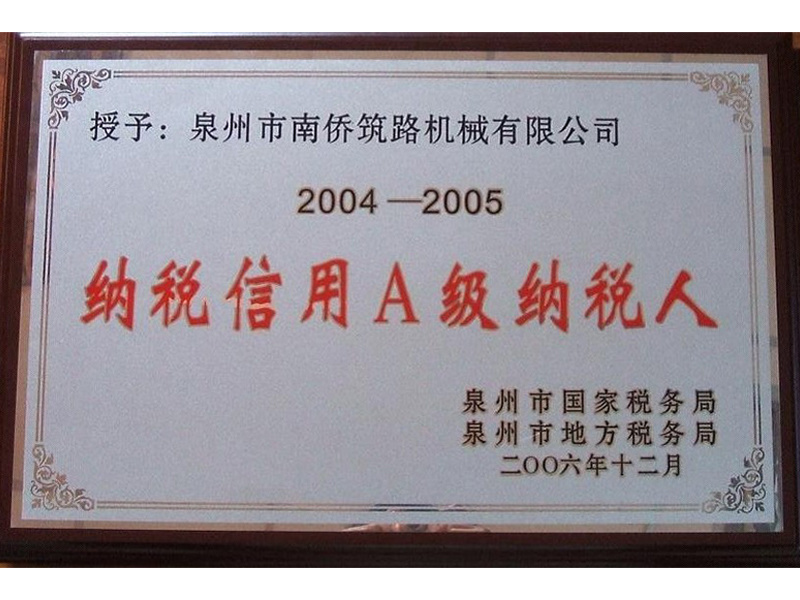 授予：泉州市南侨筑路机械有限公司
2004—2005
纳税信用A级纳税人
泉州市国家税务局
泉州市地方税务局
二〇〇六年十二月